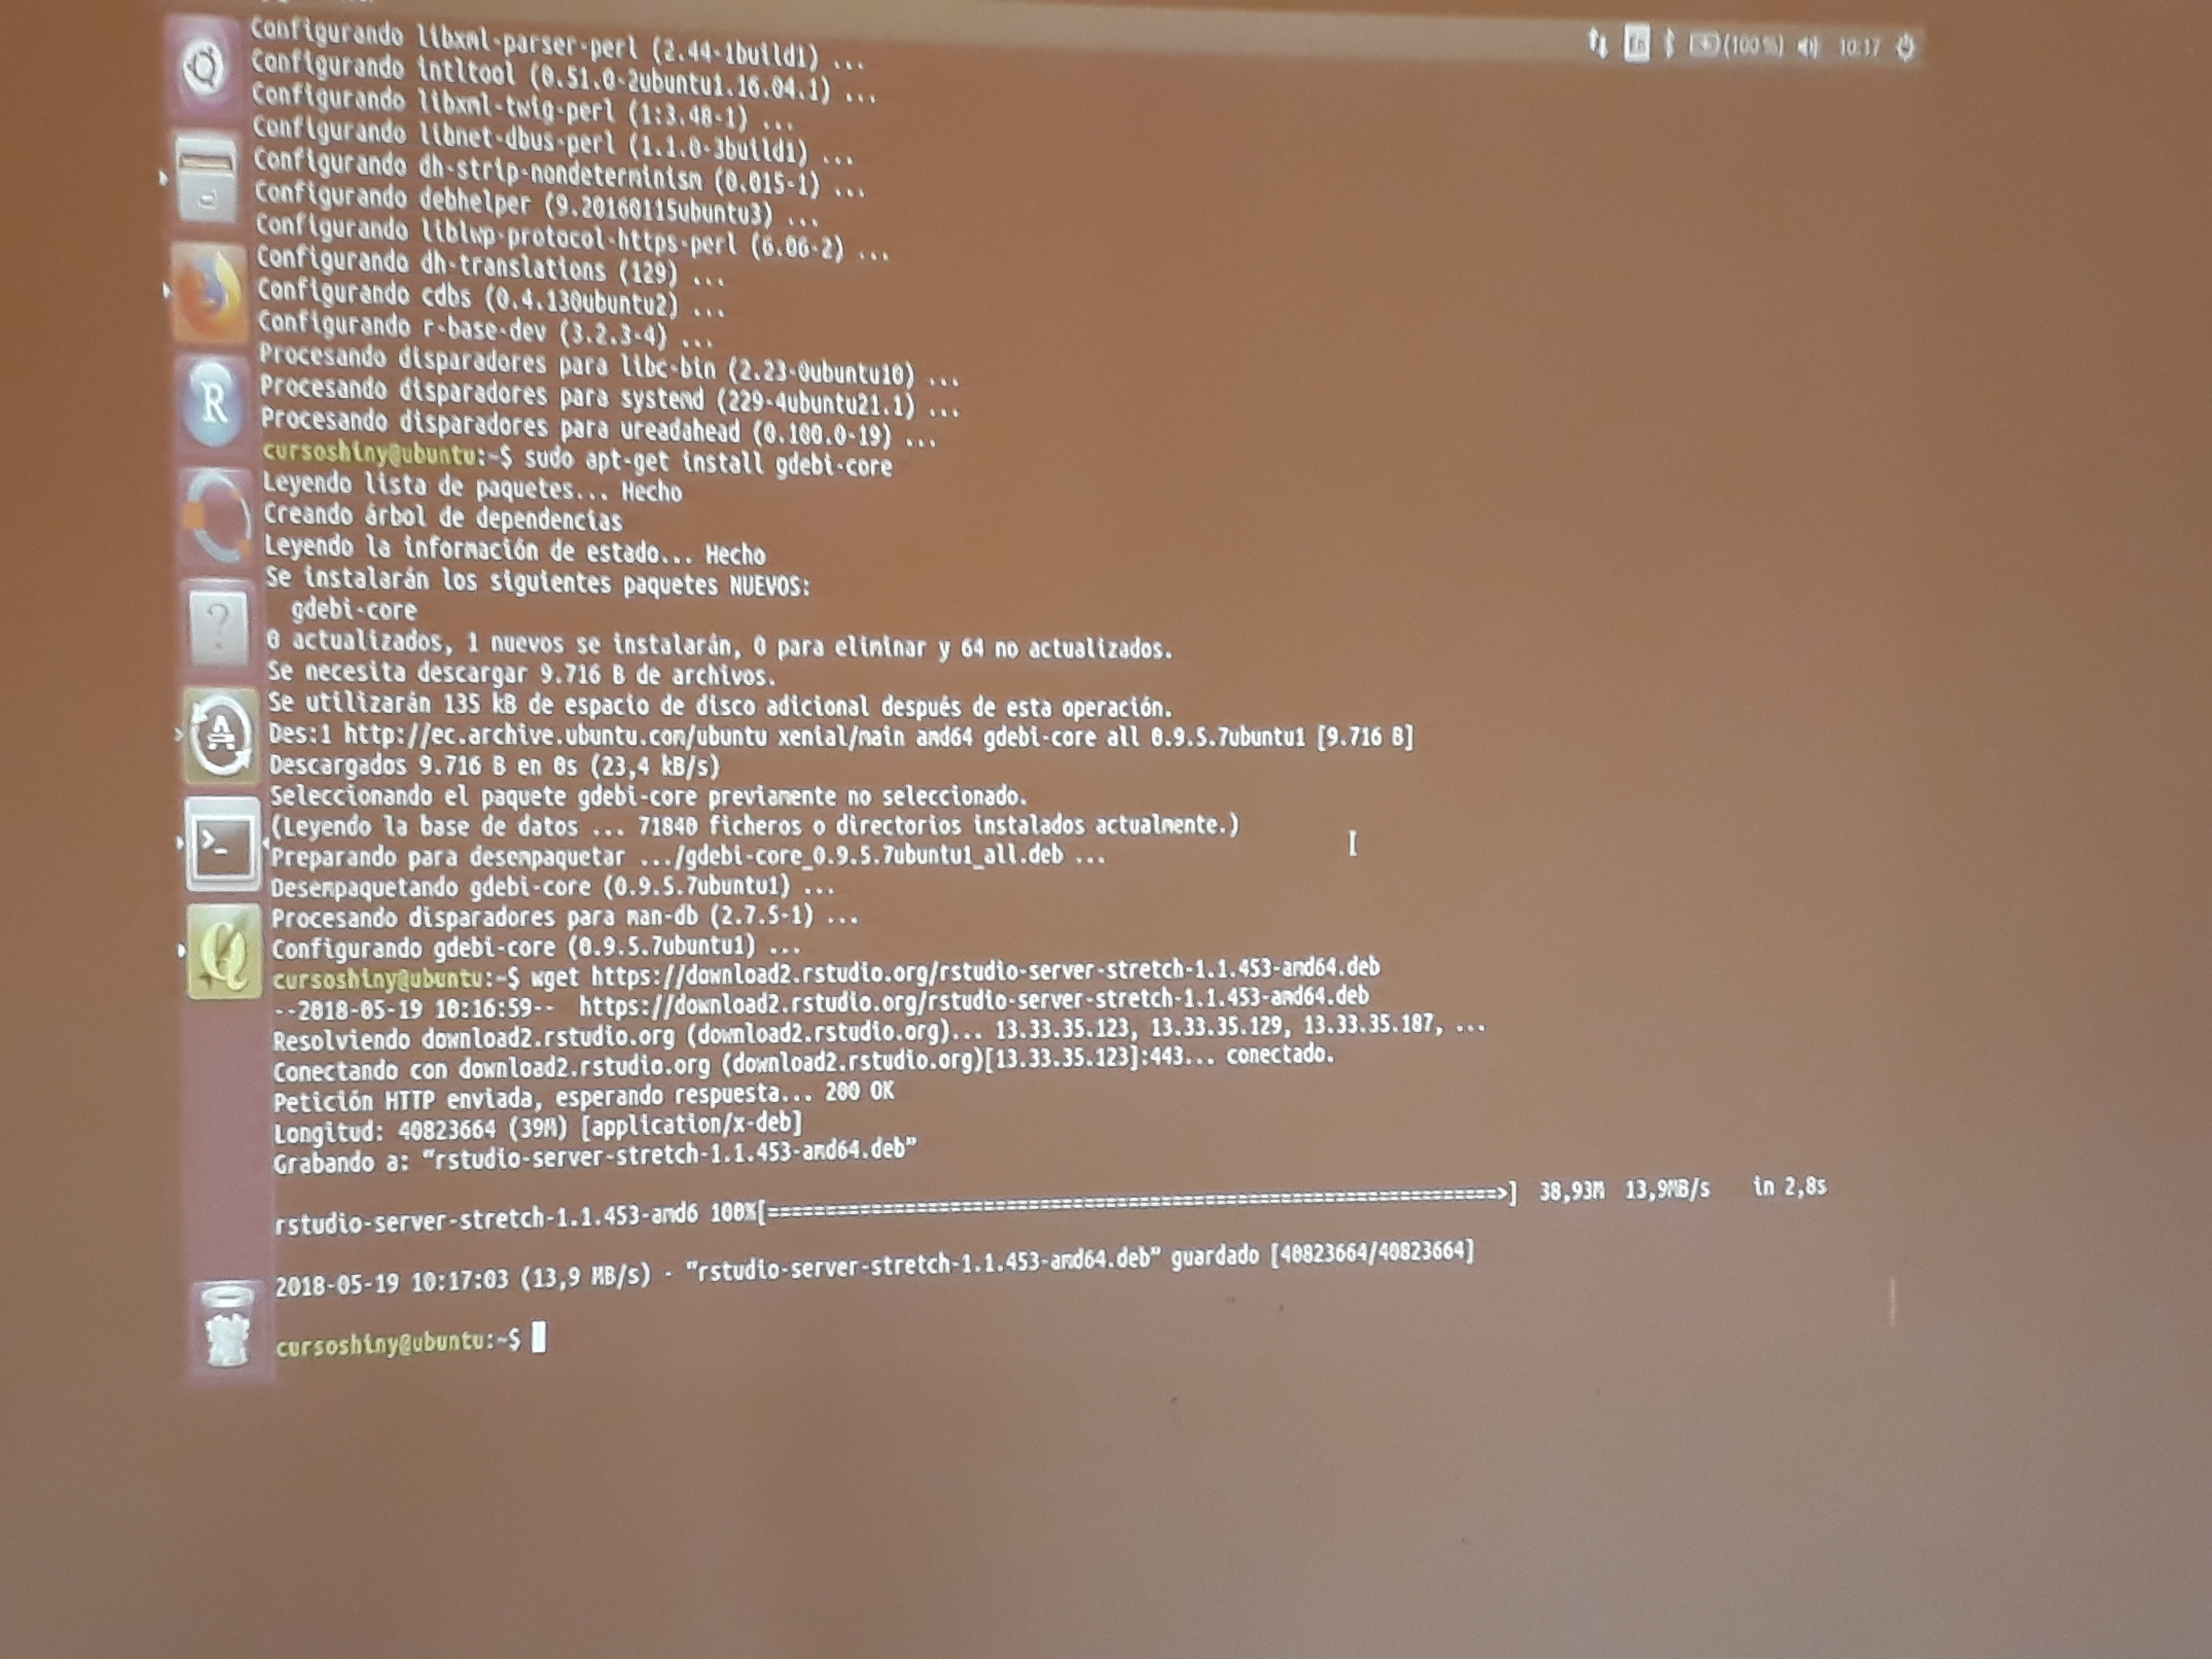 Configurando libxml-parser-perl (2.44-1build1) ...
Configurando intltool (0.51.0-2ubuntu1.16.04.1) ...
Configurando libxml-twig-perl (1:3.48-1) ...
Configurando libnet-dbus-perl (1.1.0-3build1) ...
Configurando dh-strip-nondeterminism (0.015-1) ...
Configurando debhelper (9.20160115ubuntu3) ...
Configurando liblwp-protocol-https-perl (6.06-2) ...
Configurando dh-translations (129) ...
Configurando cdbs (0.4.130ubuntu2) ...
Configurando r-base-dev (3.2.3-4) ...
Procesando disparadores para libc-bin (2.23-0ubuntu10) ...
Procesando disparadores para systemd (229-4ubuntu21.1) ...
Procesando disparadores para ureadahead (0.100.0-19) ...
cursoshiny@ubuntu:~$ sudo apt-get install gdebi-core
Leyendo lista de paquetes... Hecho
Creando árbol de dependencias
Leyendo la información de estado... Hecho
Se instalarán los siguientes paquetes NUEVOS:
gdebi-core
0 actualizados, 1 nuevos se instalarán, 0 para eliminar y 64 no actualizados.
Se necesita descargar 9.716 B de archivos.
Se utilizarán 135 kB de espacio de disco adicional después de esta operación.
Des:1 http://ec.archive.ubuntu.com/ubuntu xenial/main amd64 gdebi-core all 0.9.5.7ubuntu1 [9.716 B]
Descargados 9.716 B en 0s (23,4 kB/s)
Seleccionando el paquete gdebi-core previamente no seleccionado.
(Leyendo la base de datos ... 71840 ficheros o directorios instalados actualmente.)
Preparando para desempaquetar .../gdebi-core_0.9.5.7ubuntu1_all.deb ...
Desempaquetando gdebi-core (0.9.5.7ubuntu1) ...
Procesando disparadores para man-db (2.7.5-1) ...
Configurando gdebi-core (0.9.5.7ubuntu1) ...
cursoshiny@ubuntu:~$ wget https://download2.rstudio.org/rstudio-server-stretch-1.1.453-amd64.deb
--2018-05-19 10:16:59--  https://download2.rstudio.org/rstudio-server-stretch-1.1.453-amd64.deb
Resolviendo download2.rstudio.org (download2.rstudio.org)... 13.33.35.123, 13.33.35.129, 13.33.35.187, ...
Conectando con download2.rstudio.org (download2.rstudio.org)[13.33.35.123]:443... conectado.
Petición HTTP enviada, esperando respuesta... 200 OK
Longitud: 40823664 (39M) [application/x-deb]
Grabando a: “rstudio-server-stretch-1.1.453-amd64.deb”
rstudio-server-stretch-1.1.453-amd6 100%[==============================================================>] 38,93M 13,9MB/s in 2,8s
2018-05-19 10:17:03 (13,9 MB/s) - “rstudio-server-stretch-1.1.453-amd64.deb” guardado [40823664/40823664]
cursoshiny@ubuntu:~$
En (100%) 10:17
R
?
A
>_